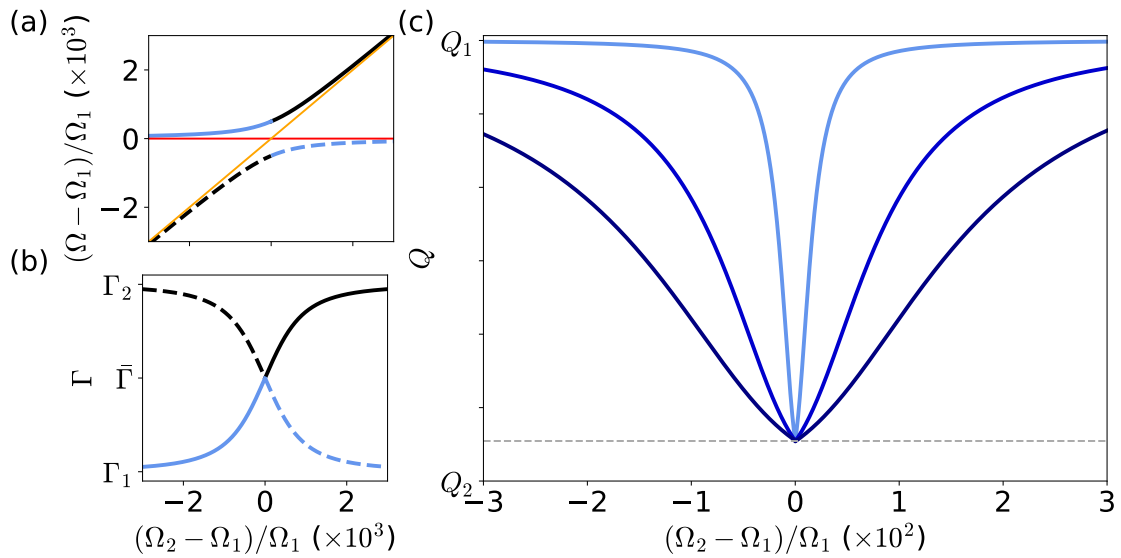 (a)
(Ω − Ω₁)/Ω₁ (×10³)
2
0
−2
(b)
Γ
Γ₂
Γ̄
Γ₁
−2 0 2
(Ω₂ − Ω₁)/Ω₁ (×10³)
(c)
Q
Q₁
Q₂
−3 −2 −1 0 1 2 3
(Ω₂ − Ω₁)/Ω₁ (×10²)